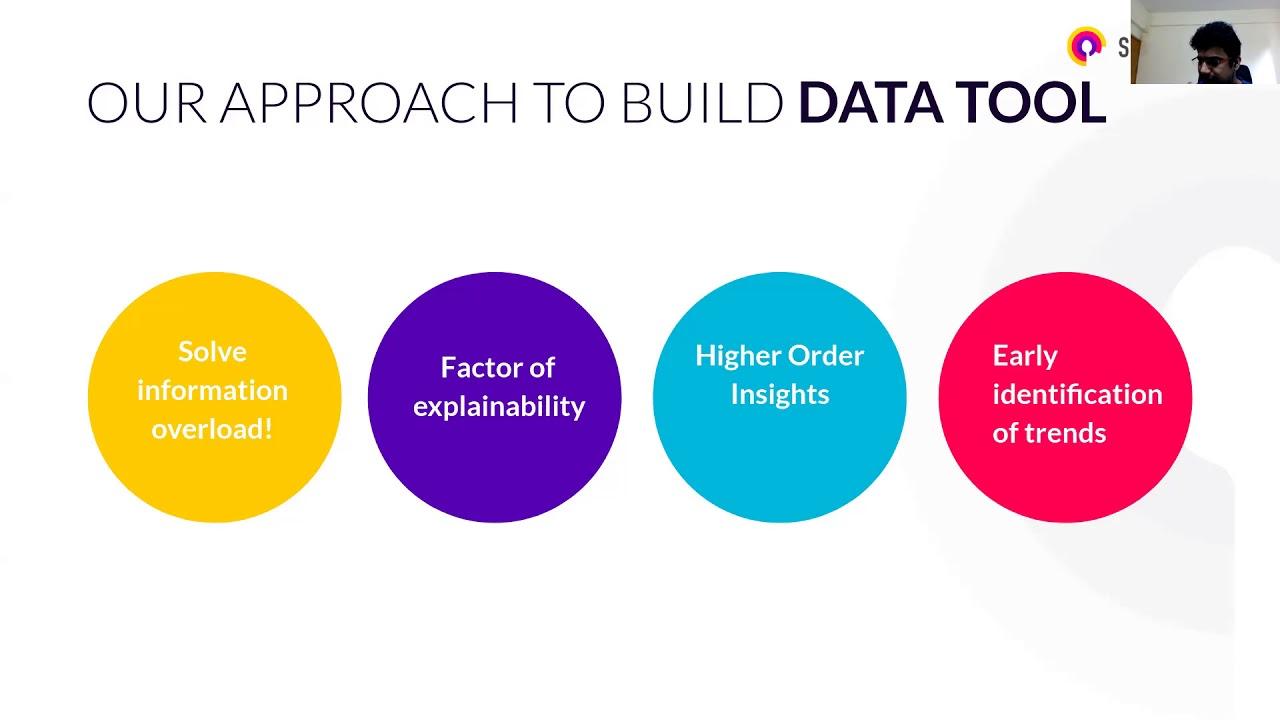 OUR APPROACH TO BUILD DATA TOOL
Solve
information
overload!
Factor of
explainability
Higher Order
Insights
Early
identification
of trends